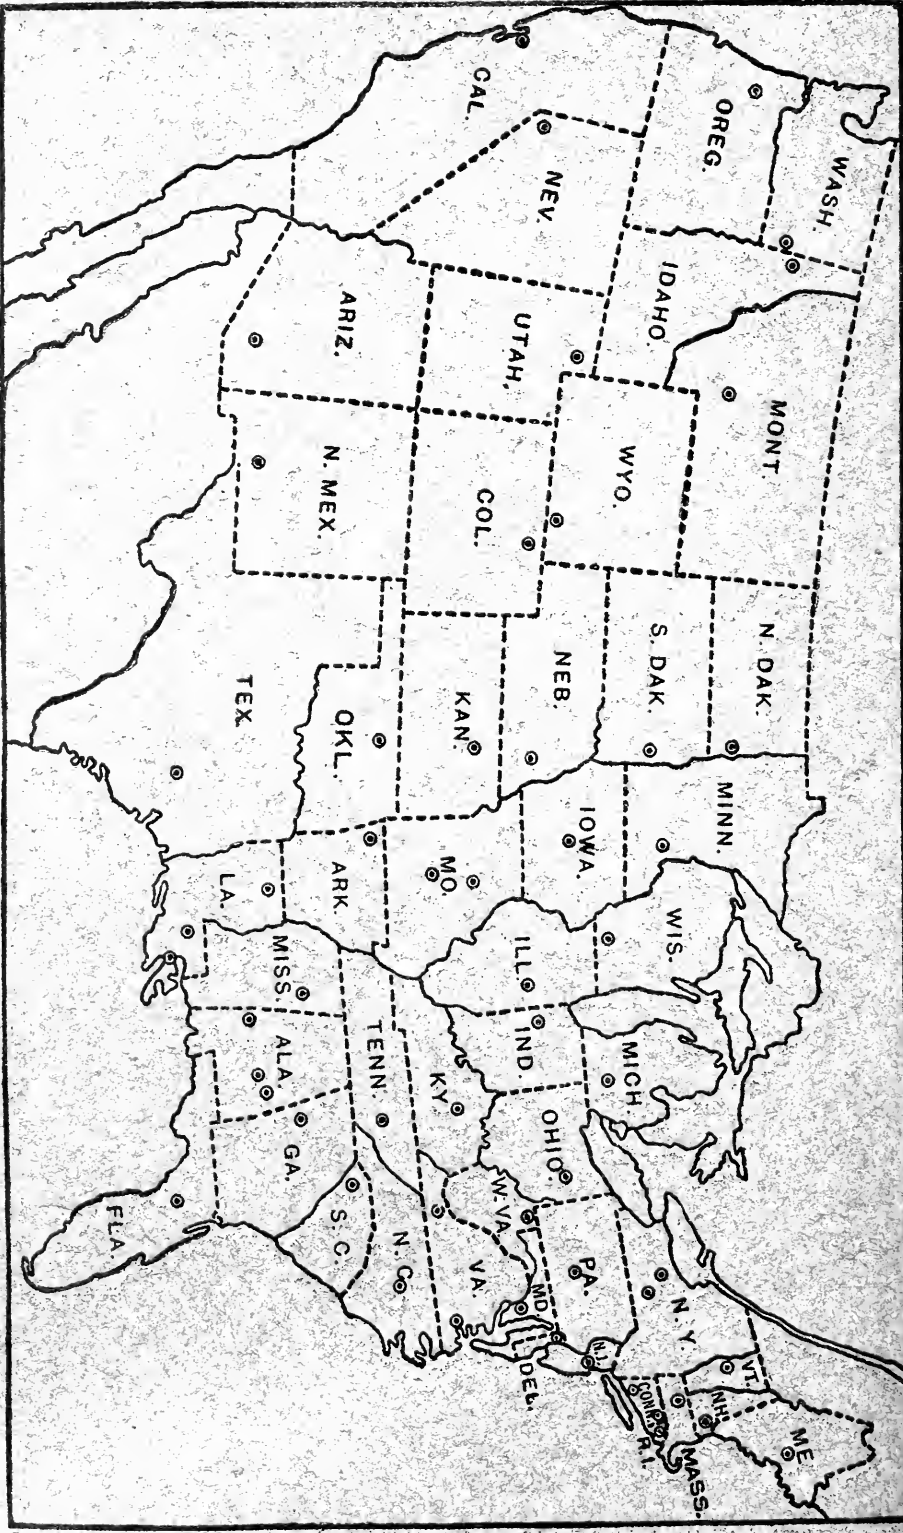 WASH.
OREG.
CAL.
NEV.
IDAHO.
MONT.
UTAH,
ARIZ.
WYO.
COL.
N. MEX.
N. DAK.
S. DAK.
NEB.
KAN.
OKL.
TEX.
MINN.
IOWA.
MO.
ARK.
LA.
WIS.
ILL.
MISS.
MICH.
IND.
KY.
TENN.
ALA.
OHIO.
GA.
FLA.
W. VA.
VA.
N. C.
S. C.
PA.
MD.
DEL.
N.J.
N. Y.
VT.
N.H.
ME
MASS.
CONN.
R.I.